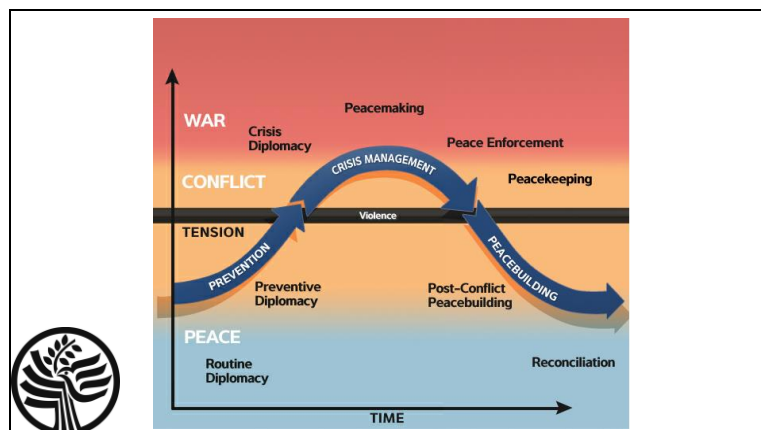 Peacemaking
WAR
Crisis
Diplomacy
Peace Enforcement
CRISIS MANAGEMENT
CONFLICT
Peacekeeping
Violence
TENSION
PREVENTION
PEACEBUILDING
Preventive
Diplomacy
Post-Conflict
Peacebuilding
PEACE
Routine
Diplomacy
Reconciliation
TIME